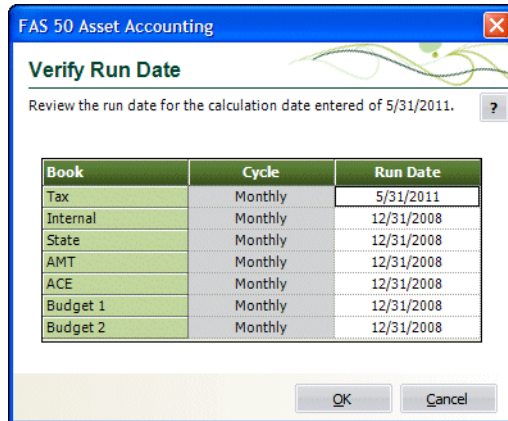 FAS 50 Asset Accounting
Verify Run Date
Review the run date for the calculation date entered of 5/31/2011.
?
Book Cycle Run Date
Tax Monthly 5/31/2011
Internal Monthly 12/31/2008
State Monthly 12/31/2008
AMT Monthly 12/31/2008
ACE Monthly 12/31/2008
Budget 1 Monthly 12/31/2008
Budget 2 Monthly 12/31/2008
OK Cancel